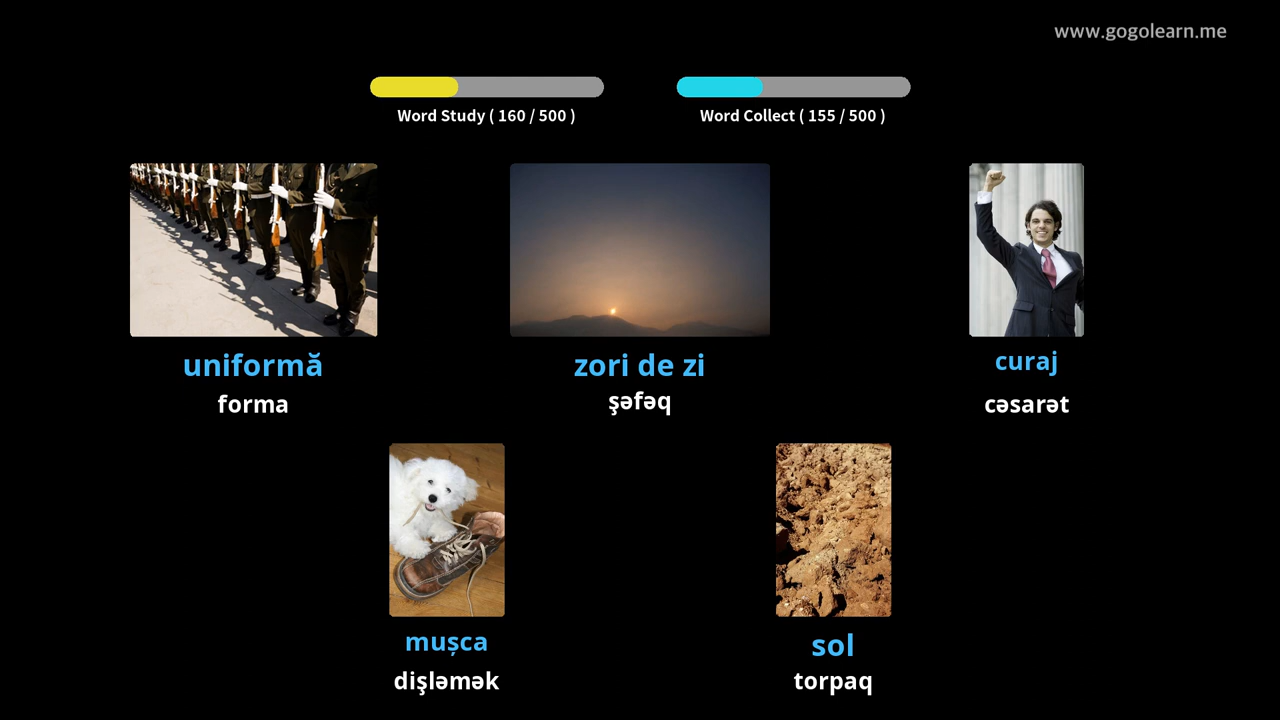 www.gogolearn.me
Word Study ( 160 / 500 )
Word Collect ( 155 / 500 )
uniformă
forma
zori de zi
şəfəq
curaj
cəsarət
mușca
dişləmək
sol
torpaq